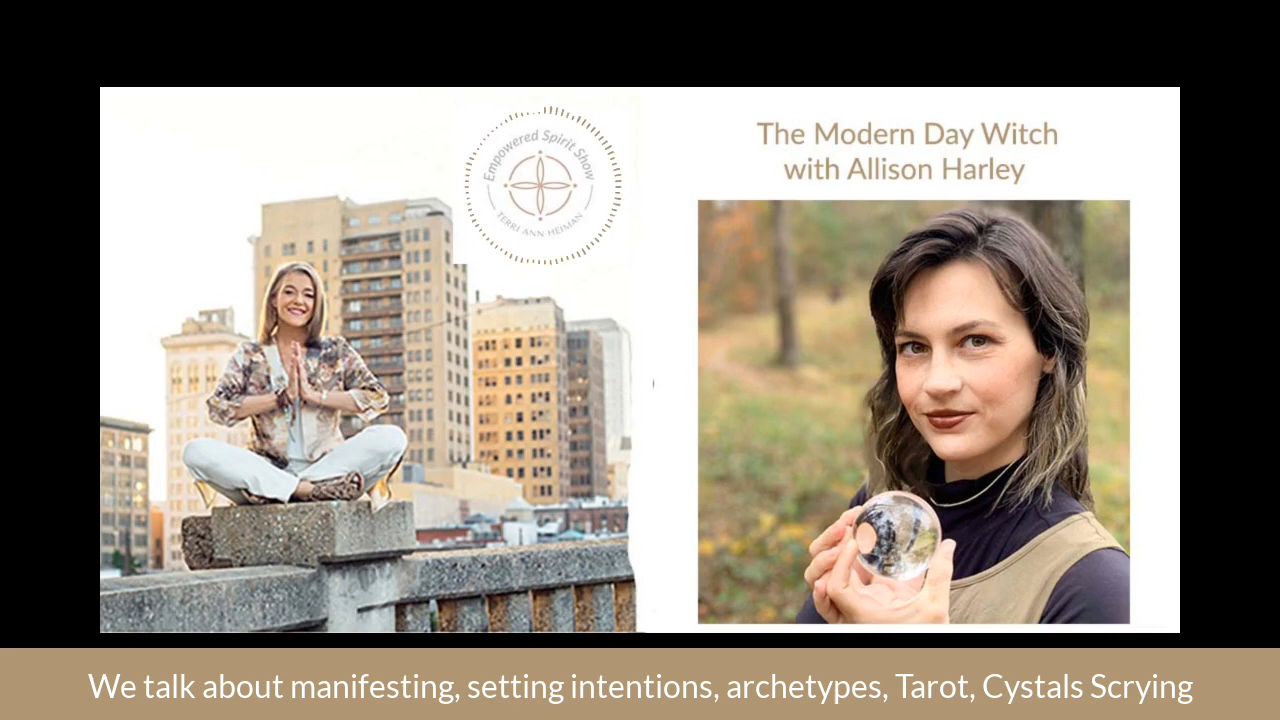 Empowered Spirit Show
TERRI ANN HEIMAN
The Modern Day Witch
with Allison Harley
We talk about manifesting, setting intentions, archetypes, Tarot, Cystals Scrying